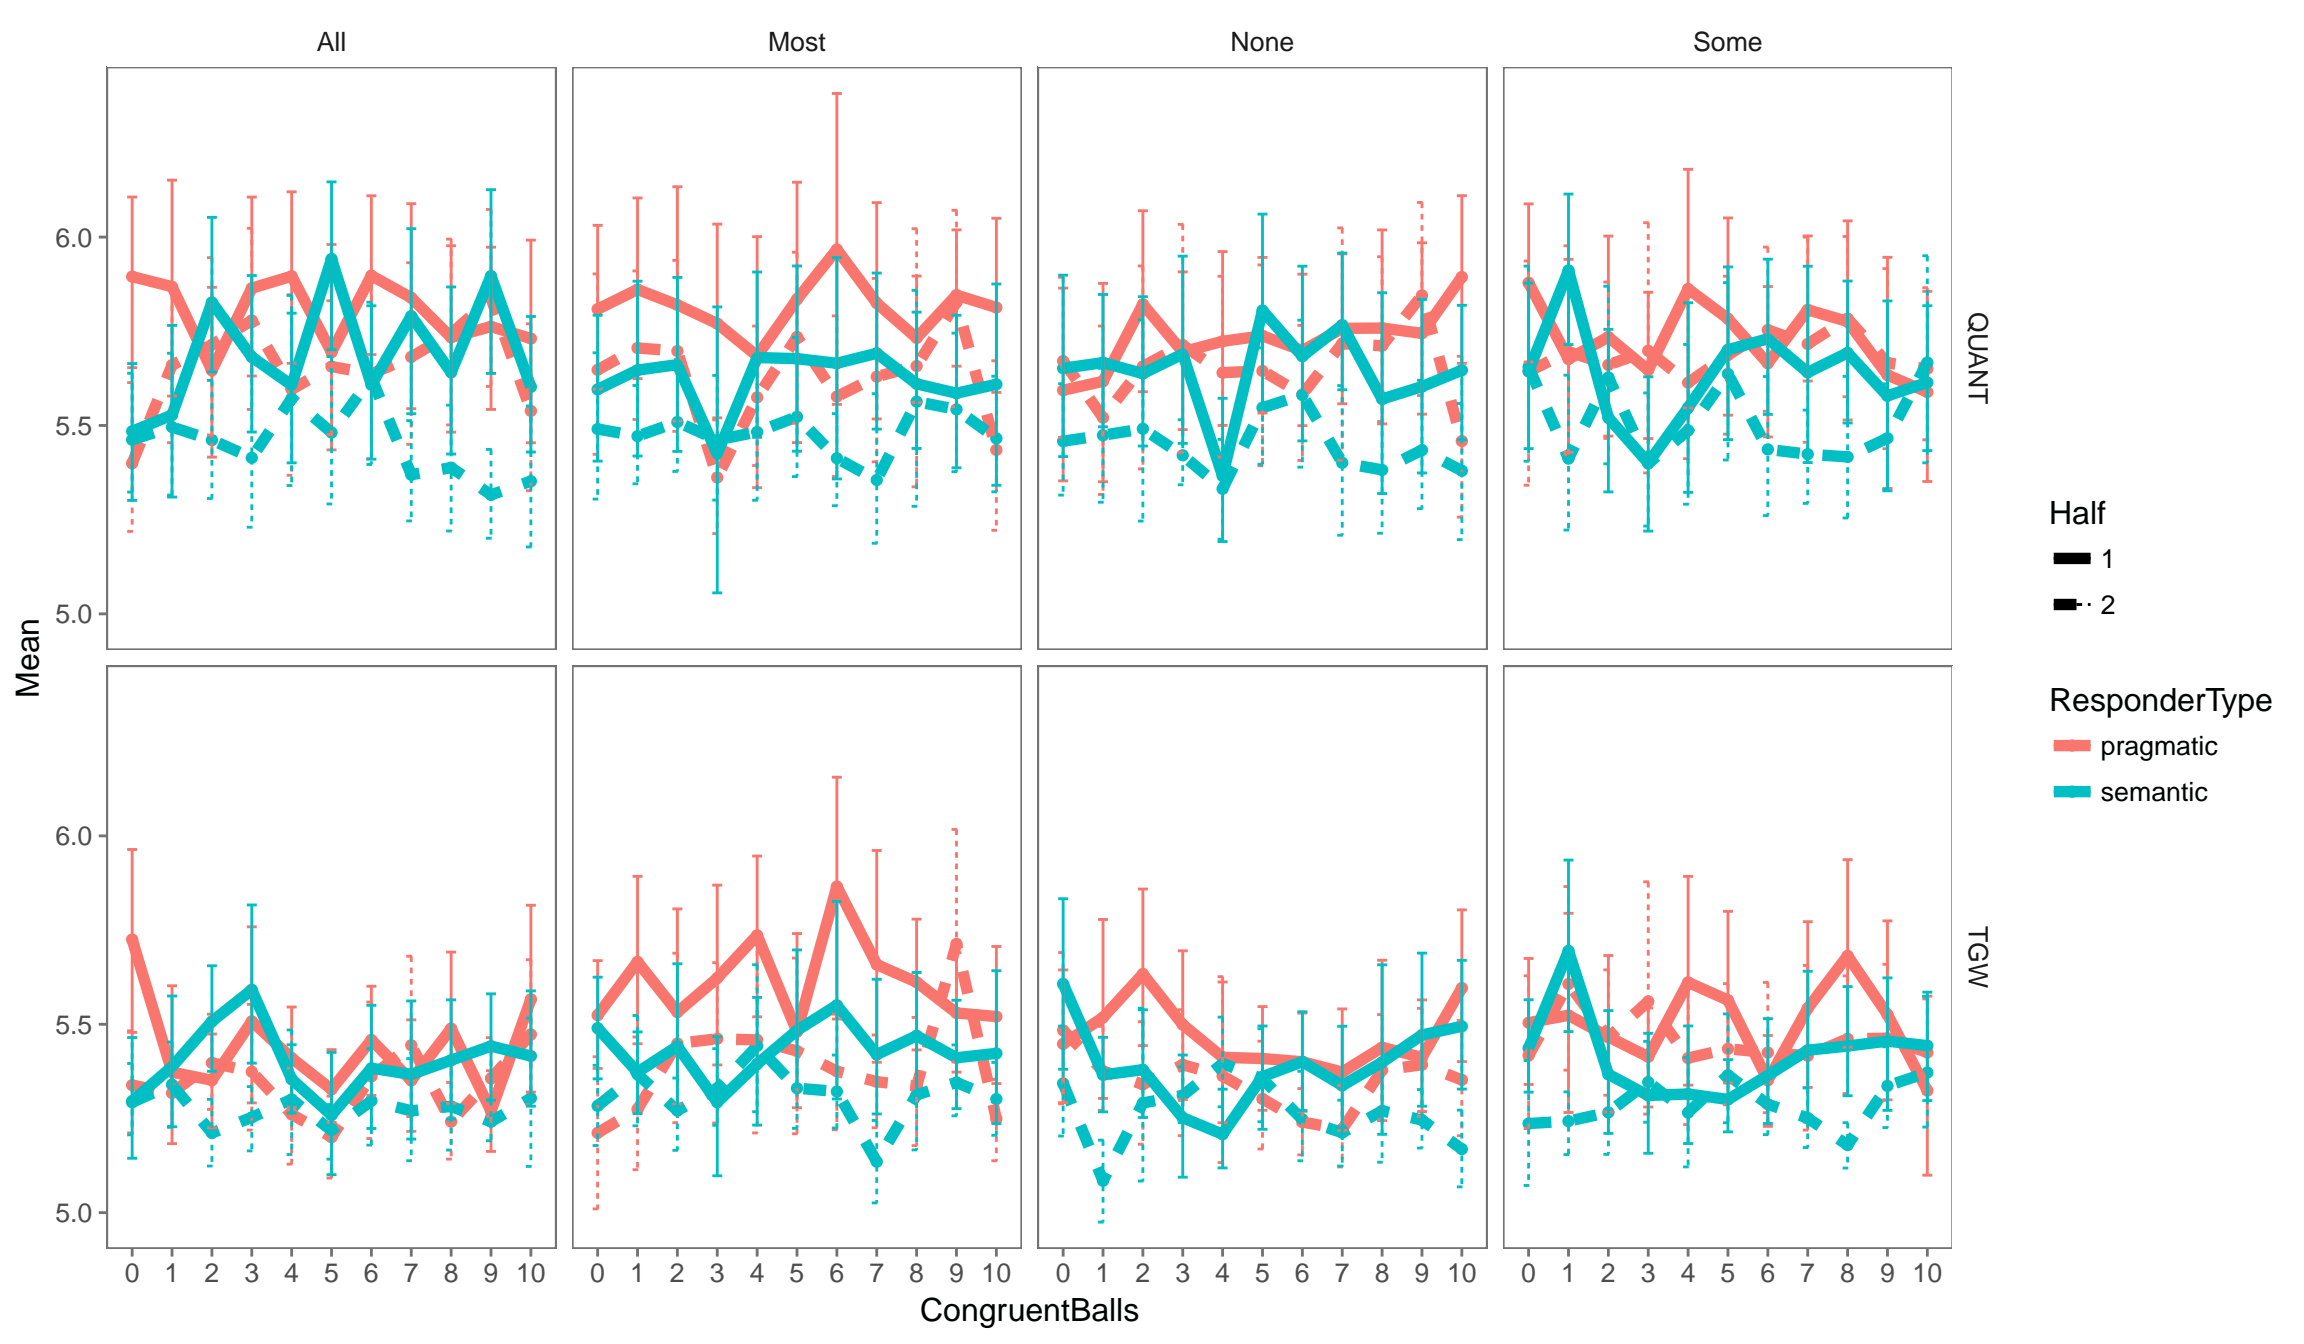 All Most None Some
6.0
5.5
5.0
QUANT
Mean
6.0
5.5
5.0
TGW
0 1 2 3 4 5 6 7 8 9 10 0 1 2 3 4 5 6 7 8 9 10 0 1 2 3 4 5 6 7 8 9 10 0 1 2 3 4 5 6 7 8 9 10
CongruentBalls
Half
1
2
ResponderType
pragmatic
semantic